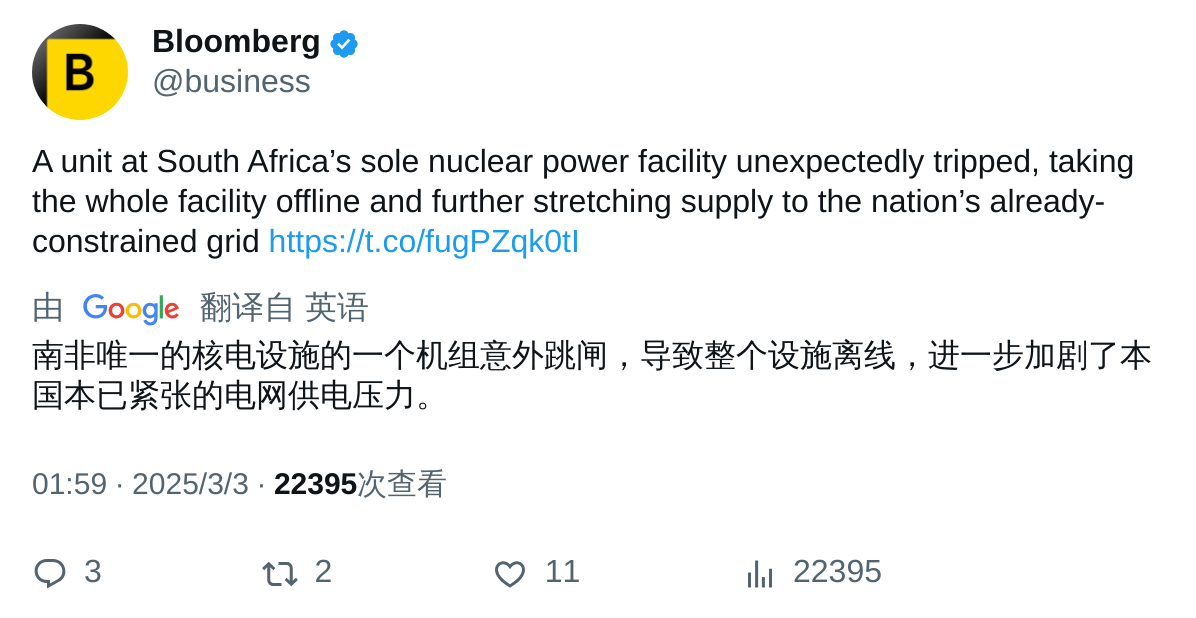 B
Bloomberg
@business
A unit at South Africa’s sole nuclear power facility unexpectedly tripped, taking
the whole facility offline and further stretching supply to the nation’s already-
constrained grid https://t.co/fugPZqk0tI
由 Google 翻译自 英语
南非唯一的核电设施的一个机组意外跳闸，导致整个设施离线，进一步加剧了本
国本已紧张的电网供电压力。
01:59 · 2025/3/3 · 22395次查看
3 2 11 22395